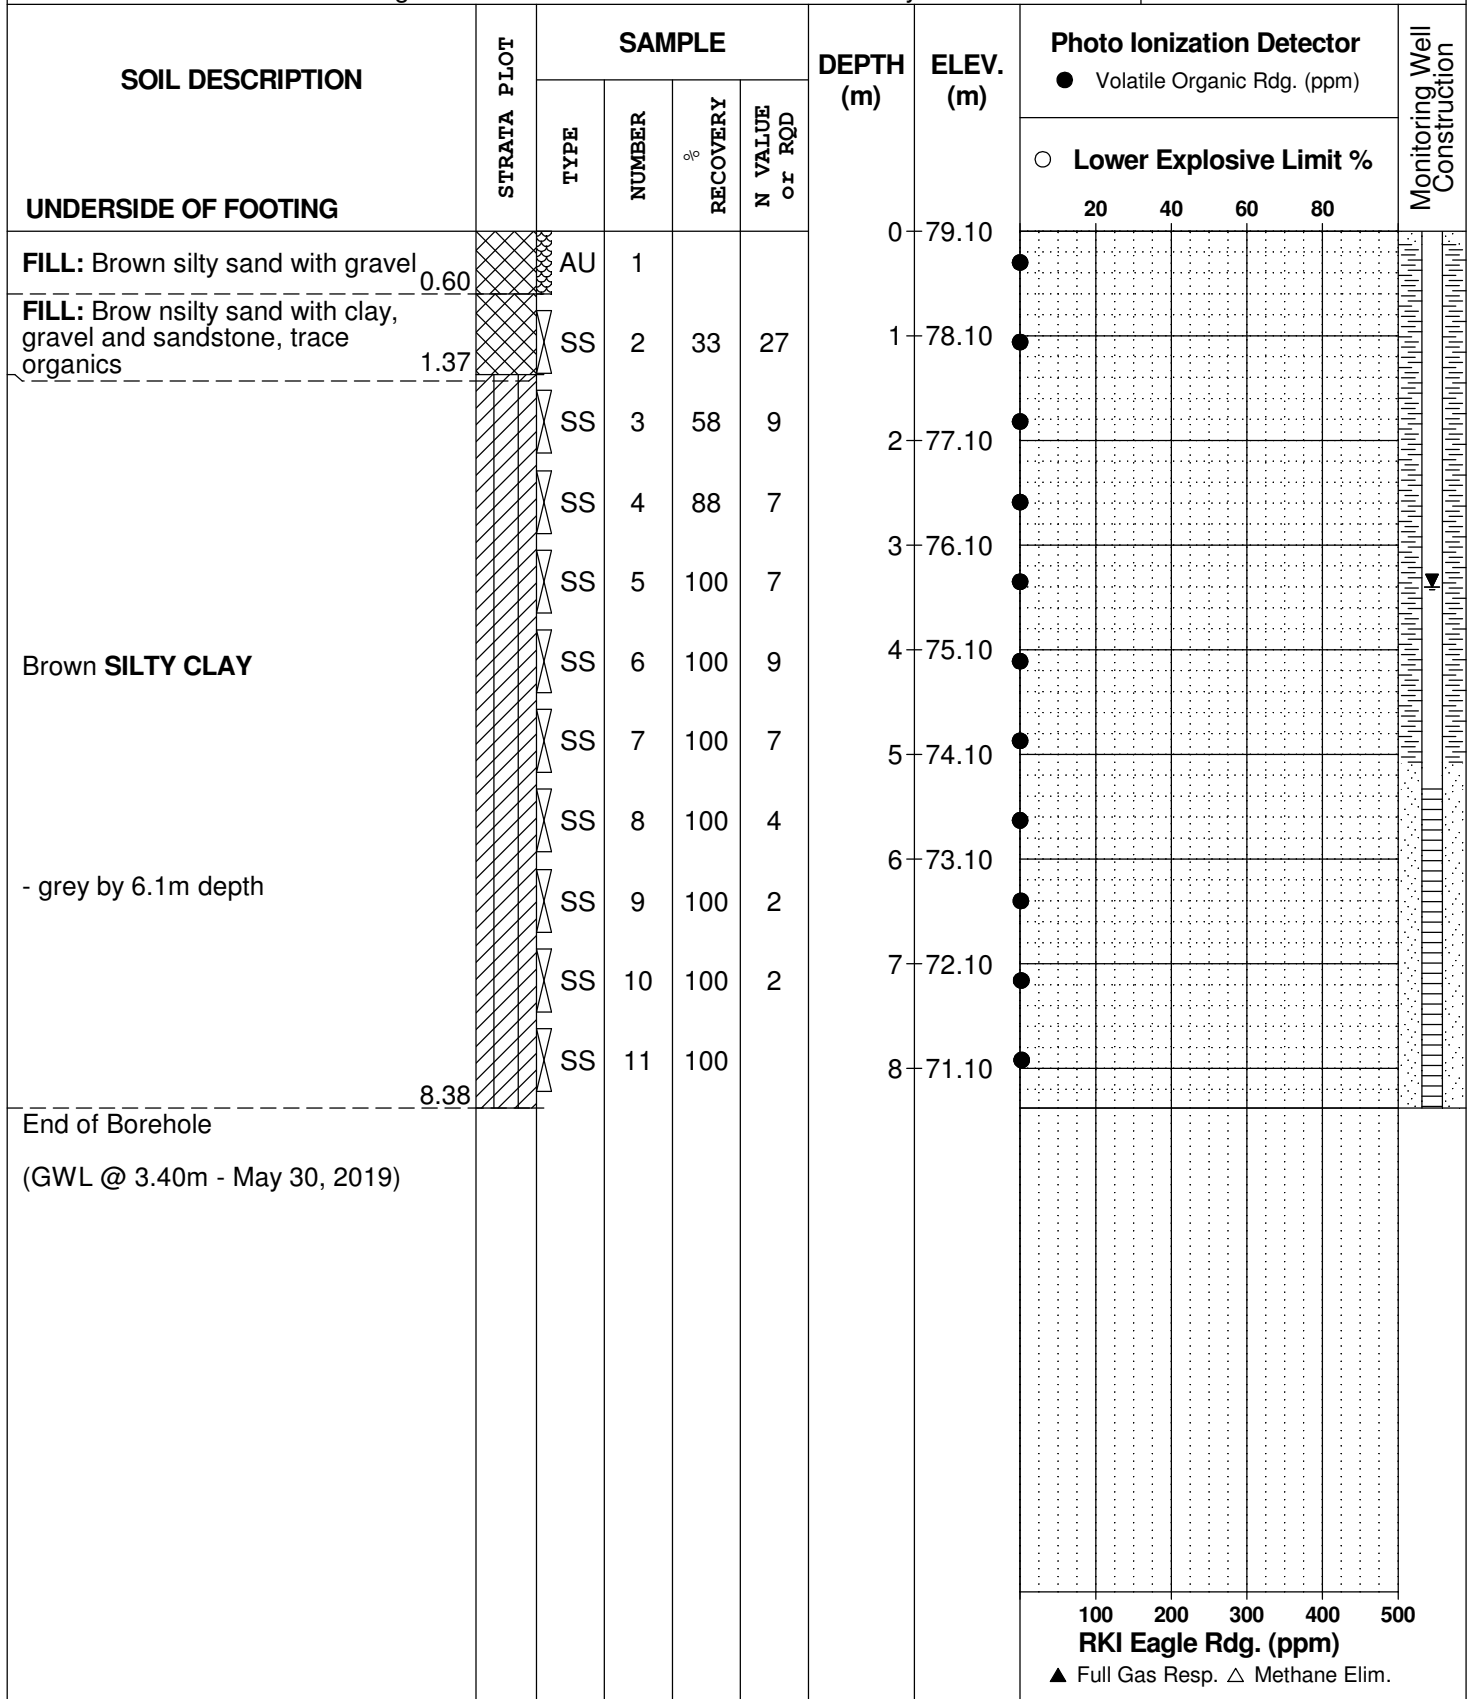 SOIL DESCRIPTION
UNDERSIDE OF FOOTING
STRATA PLOT
SAMPLE
TYPE
NUMBER
%
RECOVERY
N VALUE
or RQD
DEPTH
(m)
ELEV.
(m)
Photo Ionization Detector
● Volatile Organic Rdg. (ppm)
○ Lower Explosive Limit %
20 40 60 80
Monitoring Well
Construction
0 79.10
FILL: Brown silty sand with gravel
0.60
AU 1
FILL: Brow nsilty sand with clay,
gravel and sandstone, trace
organics 1.37
SS 2 33 27
1 78.10
SS 3 58 9
2 77.10
SS 4 88 7
3 76.10
SS 5 100 7
4 75.10
Brown SILTY CLAY
SS 6 100 9
SS 7 100 7
5 74.10
SS 8 100 4
6 73.10
- grey by 6.1m depth
SS 9 100 2
7 72.10
SS 10 100 2
SS 11 100
8 71.10
8.38
End of Borehole
(GWL @ 3.40m - May 30, 2019)
100 200 300 400 500
RKI Eagle Rdg. (ppm)
▲ Full Gas Resp. △ Methane Elim.